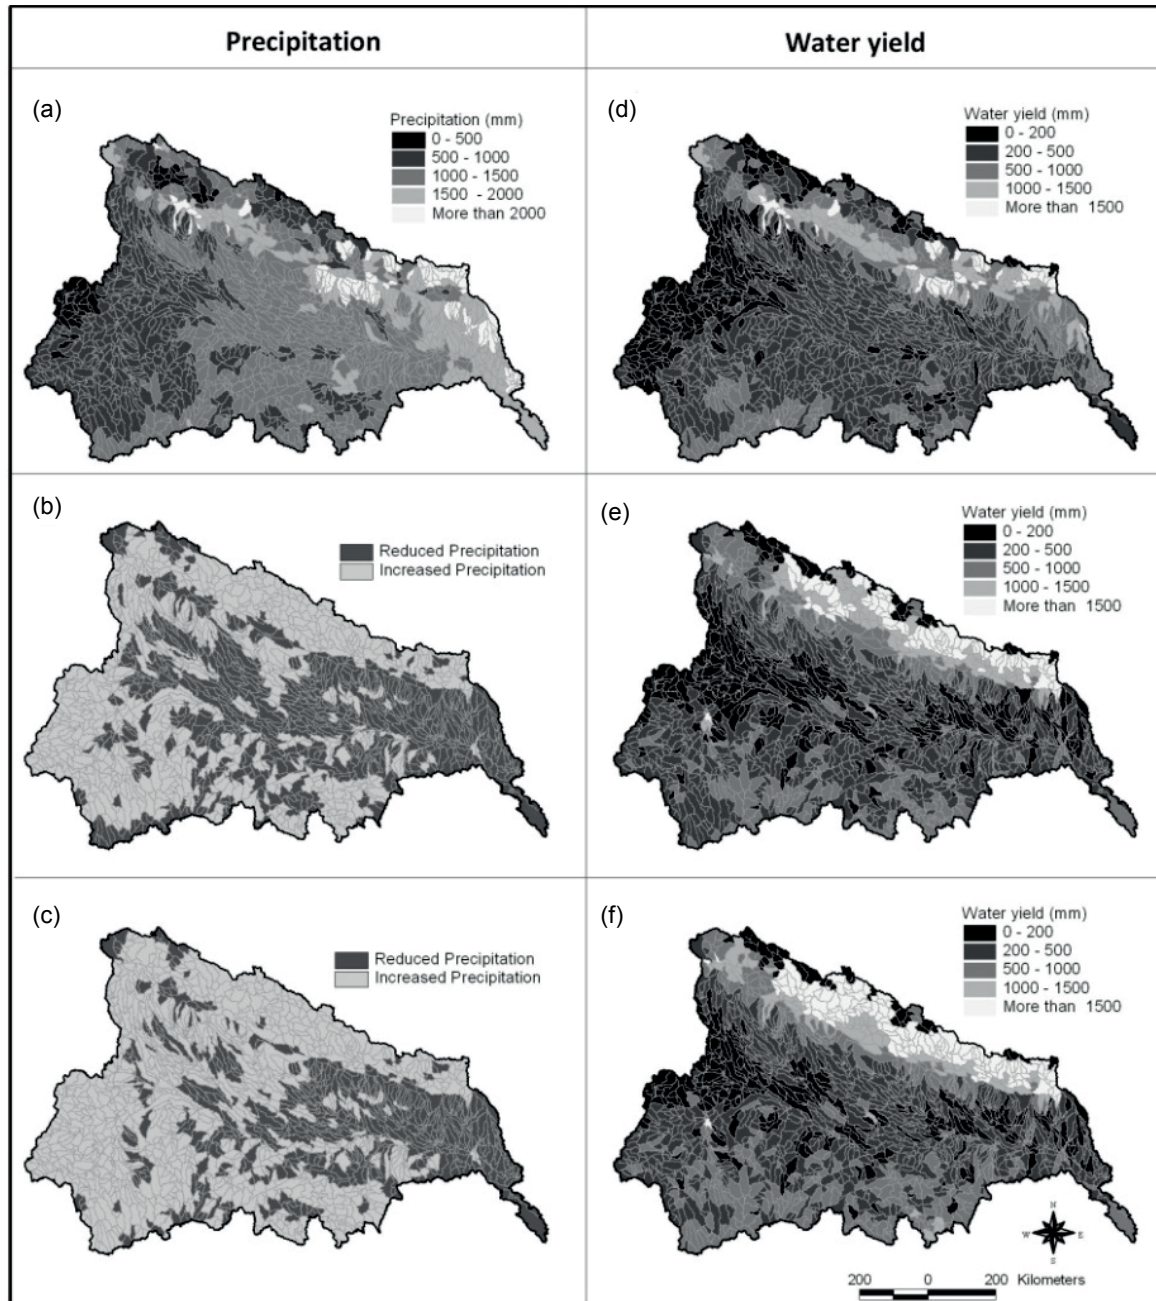 Precipitation
Water yield
(a)
Precipitation (mm)
0 - 500
500 - 1000
1000 - 1500
1500 - 2000
More than 2000
(d)
Water yield (mm)
0 - 200
200 - 500
500 - 1000
1000 - 1500
More than 1500
(b)
Reduced Precipitation
Increased Precipitation
(e)
Water yield (mm)
0 - 200
200 - 500
500 - 1000
1000 - 1500
More than 1500
(c)
Reduced Precipitation
Increased Precipitation
(f)
Water yield (mm)
0 - 200
200 - 500
500 - 1000
1000 - 1500
More than 1500
N
W E
S
200 0 200 Kilometers